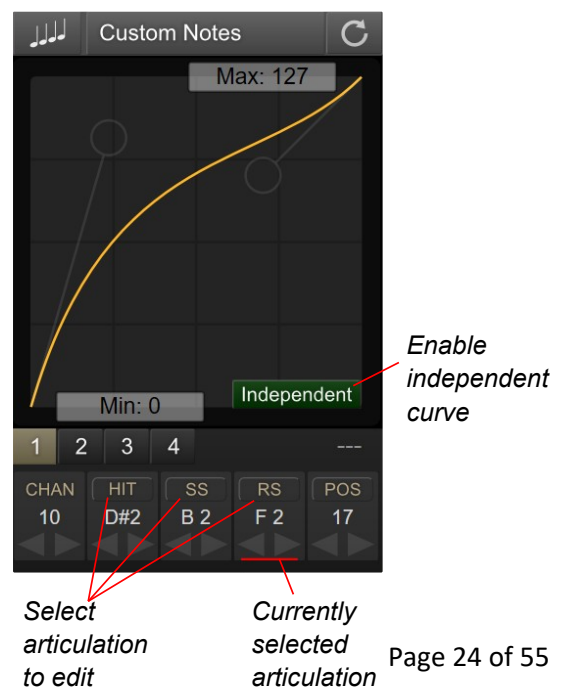 Custom Notes
Max: 127
Min: 0
Independent
Enable
independent
curve
1 2 3 4 ---
CHAN HIT SS RS POS
10 D#2 B 2 F 2 17
Select
articulation
to edit
Currently
selected
articulation
Page 24 of 55